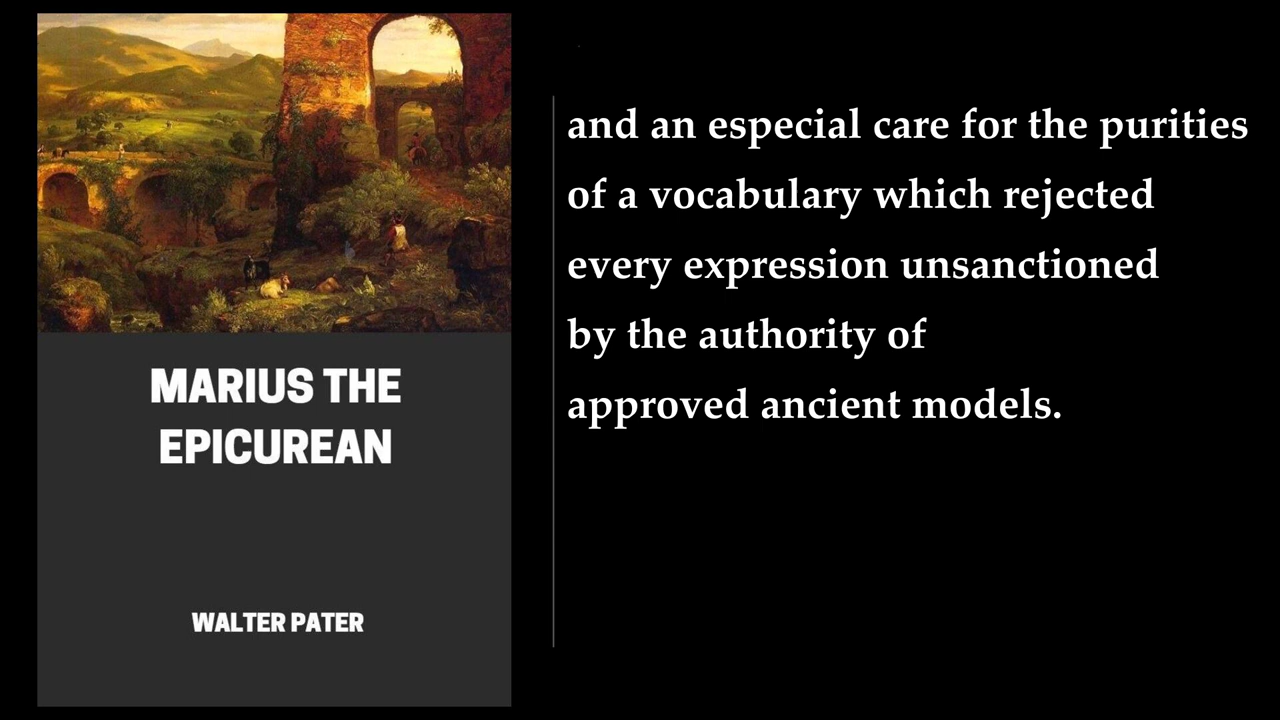 MARIUS THE
EPICUREAN
WALTER PATER
and an especial care for the purities
of a vocabulary which rejected
every expression unsanctioned
by the authority of
approved ancient models.